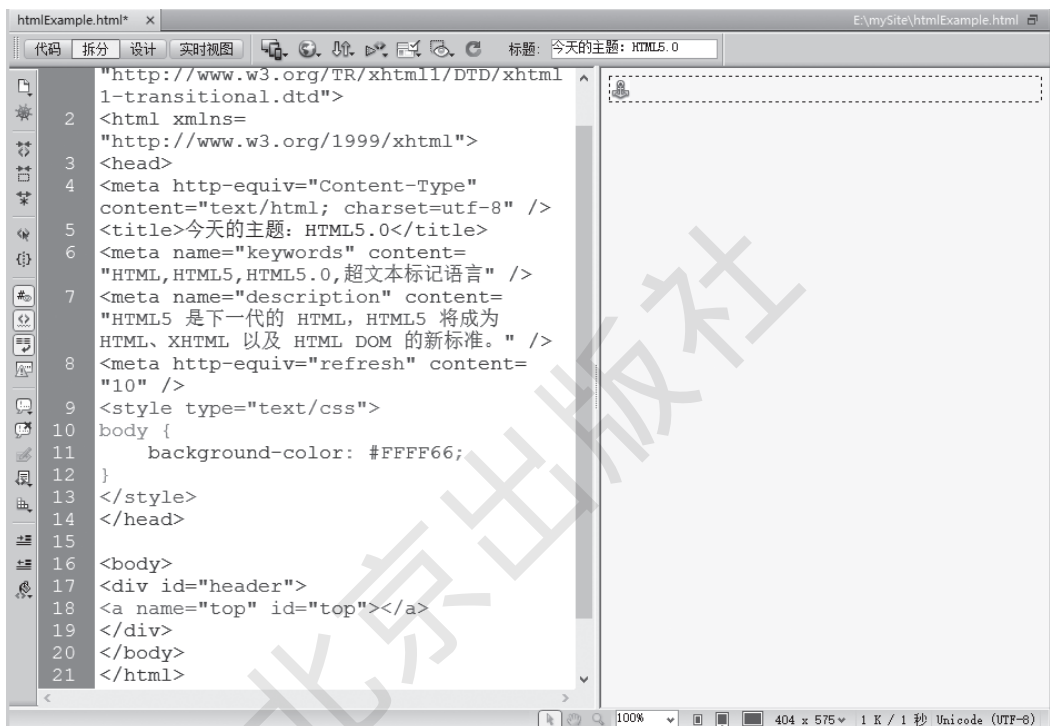 htmlExample.html*
E:\mySite\htmlExample.html
代码 拆分 设计 实时视图 标题: 今天的主题: HTML5.0
"http://www.w3.org/TR/xhtml1/DTD/xhtml
1-transitional.dtd">
2 <html xmlns=
"http://www.w3.org/1999/xhtml">
3 <head>
4 <meta http-equiv="Content-Type"
content="text/html; charset=utf-8" />
5 <title>今天的主题: HTML5.0</title>
6 <meta name="keywords" content=
"HTML,HTML5,HTML5.0,超文本标记语言" />
7 <meta name="description" content=
"HTML5 是下一代的 HTML, HTML5 将成为
HTML、XHTML 以及 HTML DOM 的新标准。" />
8 <meta http-equiv="refresh" content=
"10" />
9 <style type="text/css">
10 body {
11 background-color: #FFFF66;
12 }
13 </style>
14 </head>
15
16 <body>
17 <div id="header">
18 <a name="top" id="top"></a>
19 </div>
20 </body>
21 </html>
100% 404 x 575 1 K / 1 秒 Unicode (UTF-8)
北京出版社